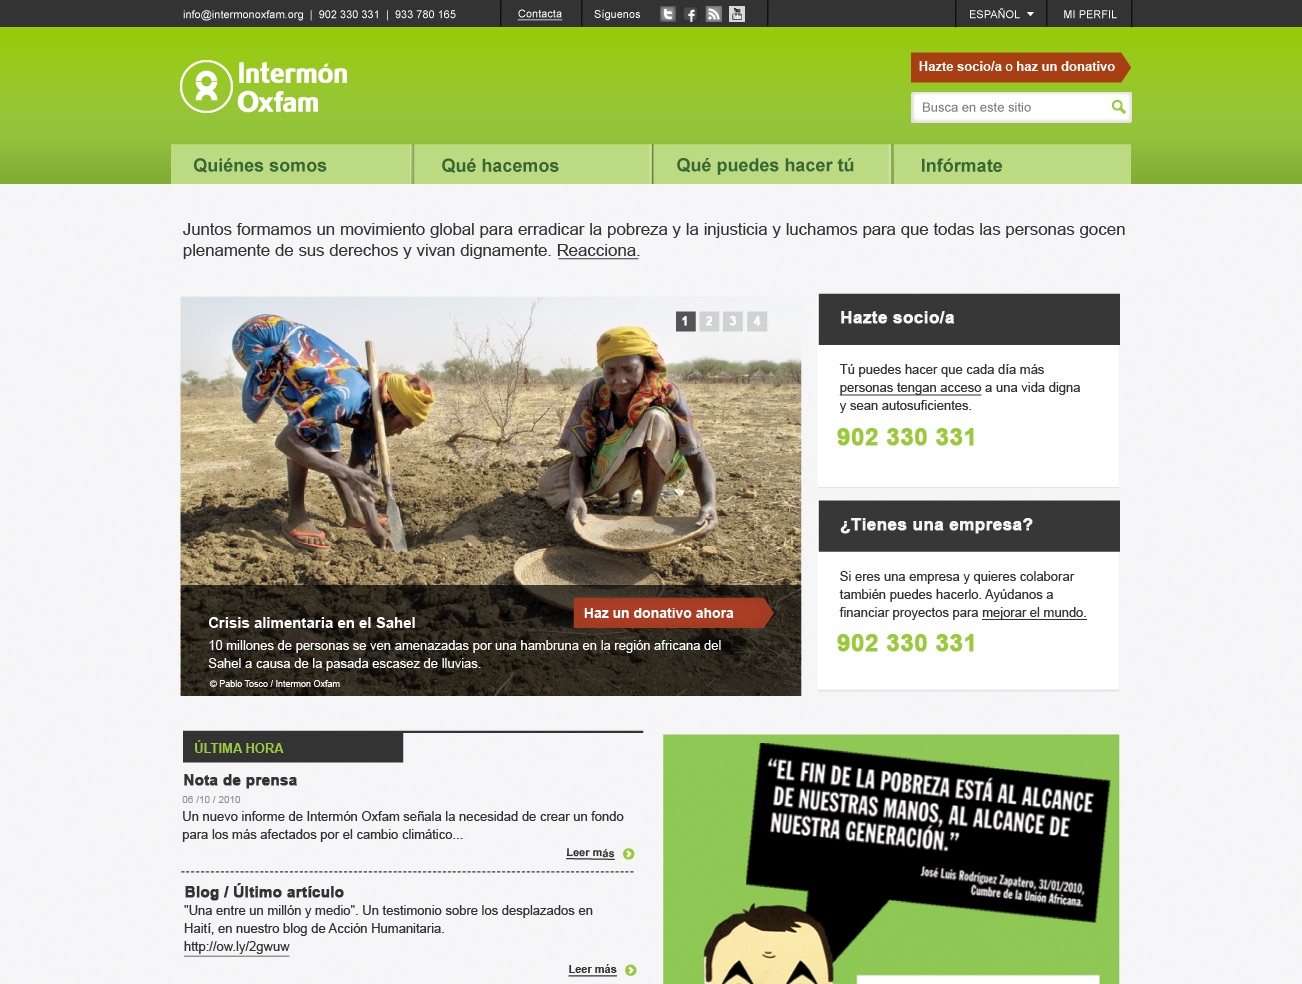 info@intermonoxfam.org | 902 330 331 | 933 780 165
Contacta
Síguenos
ESPAÑOL
MI PERFIL
Intermón
Oxfam
Hazte socio/a o haz un donativo
Busca en este sitio
Quiénes somos
Qué hacemos
Qué puedes hacer tú
Infórmate
Juntos formamos un movimiento global para erradicar la pobreza y la injusticia y luchamos para que todas las personas gocen
plenamente de sus derechos y vivan dignamente. Reacciona.
1 2 3 4
Haz un donativo ahora
Crisis alimentaria en el Sahel
10 millones de personas se ven amenazadas por una hambruna en la región africana del
Sahel a causa de la pasada escasez de lluvias.
© Pablo Tosco / Intermon Oxfam
Hazte socio/a
Tú puedes hacer que cada día más
personas tengan acceso a una vida digna
y sean autosuficientes.
902 330 331
¿Tienes una empresa?
Si eres una empresa y quieres colaborar
también puedes hacerlo. Ayúdanos a
financiar proyectos para mejorar el mundo.
902 330 331
ÚLTIMA HORA
Nota de prensa
06 /10 / 2010
Un nuevo informe de Intermón Oxfam señala la necesidad de crear un fondo
para los más afectados por el cambio climático...
Leer más
Blog / Último artículo
"Una entre un millón y medio". Un testimonio sobre los desplazados en
Haití, en nuestro blog de Acción Humanitaria.
http://ow.ly/2gwuw
Leer más
“EL FIN DE LA POBREZA ESTÁ AL ALCANCE
DE NUESTRAS MANOS, AL ALCANCE DE
NUESTRA GENERACIÓN.”
José Luis Rodríguez Zapatero, 31/01/2010,
Cumbre de la Unión Africana.